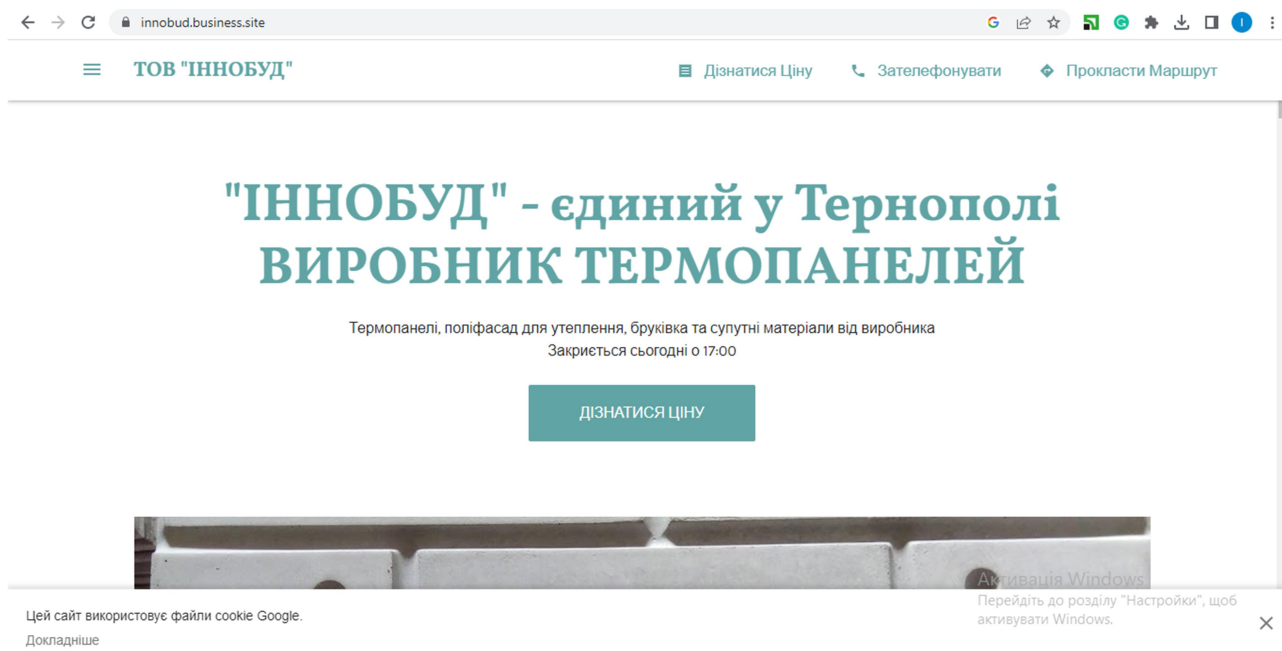 innobud.business.site
ТОВ "ІННОБУД"
Дізнатися Ціну
Зателефонувати
Прокласти Маршрут
"ІННОБУД" - єдиний у Тернополі
ВИРОБНИК ТЕРМОПАНЕЛЕЙ
Термопанелі, поліфасад для утеплення, бруківка та супутні матеріали від виробника
Закриється сьогодні о 17:00
ДІЗНАТИСЯ ЦІНУ
Активація Windows
Перейдіть до розділу "Настройки", щоб
активувати Windows.
Цей сайт використовує файли cookie Google.
Докладніше